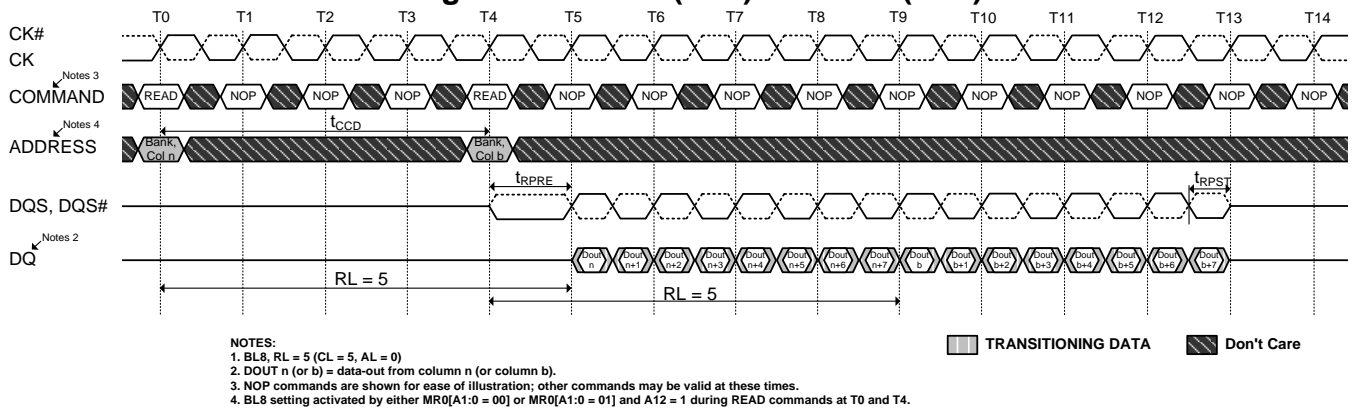 T0 T1 T2 T3 T4 T5 T6 T7 T8 T9 T10 T11 T12 T13 T14
CK#
CK
Notes 3
COMMAND READ NOP NOP NOP READ NOP NOP NOP NOP NOP NOP NOP NOP NOP NOP
tCCD
Notes 4
ADDRESS Bank, Col n Bank, Col b
tRPRE tRPST
DQS, DQS#
Notes 2
DQ Dout n Dout n+1 Dout n+2 Dout n+3 Dout n+4 Dout n+5 Dout n+6 Dout n+7 Dout b Dout b+1 Dout b+2 Dout b+3 Dout b+4 Dout b+5 Dout b+6 Dout b+7
RL = 5
RL = 5
NOTES:
1. BL8, RL = 5 (CL = 5, AL = 0)
2. DOUT n (or b) = data-out from column n (or column b).
3. NOP commands are shown for ease of illustration; other commands may be valid at these times.
4. BL8 setting activated by either MR0[A1:0 = 00] or MR0[A1:0 = 01] and A12 = 1 during READ commands at T0 and T4.
TRANSITIONING DATA Don't Care